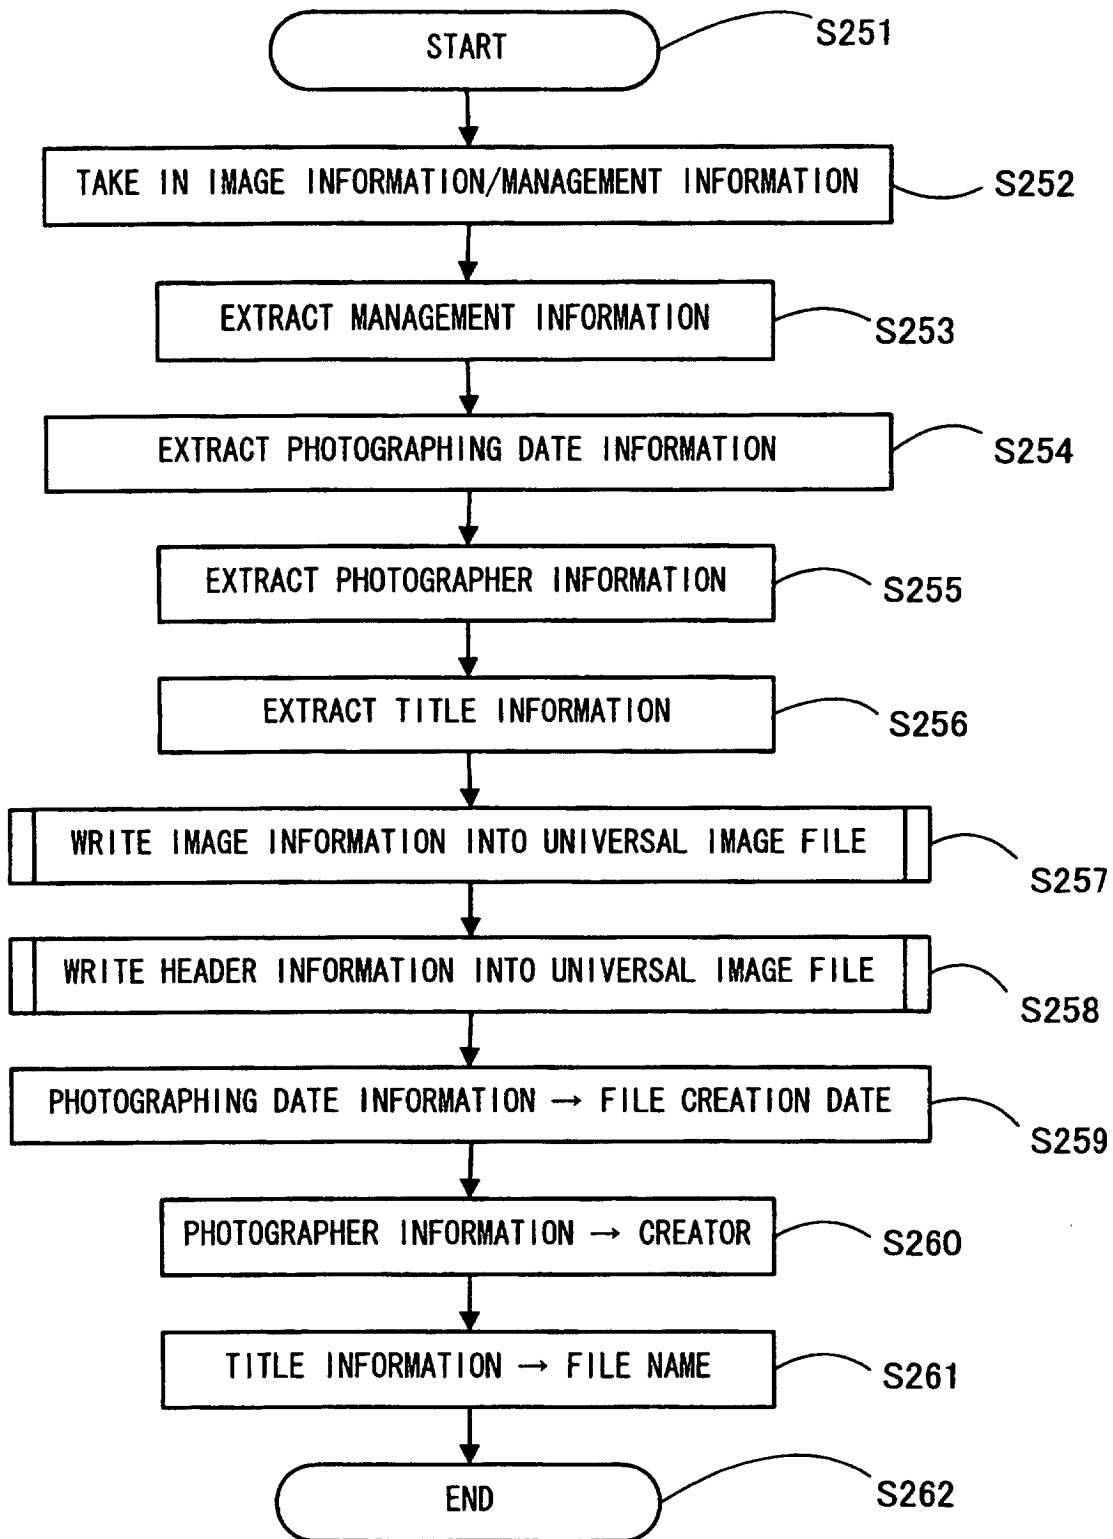 START
S251
TAKE IN IMAGE INFORMATION/MANAGEMENT INFORMATION
S252
EXTRACT MANAGEMENT INFORMATION
S253
EXTRACT PHOTOGRAPHING DATE INFORMATION
S254
EXTRACT PHOTOGRAPHER INFORMATION
S255
EXTRACT TITLE INFORMATION
S256
WRITE IMAGE INFORMATION INTO UNIVERSAL IMAGE FILE
S257
WRITE HEADER INFORMATION INTO UNIVERSAL IMAGE FILE
S258
PHOTOGRAPHING DATE INFORMATION → FILE CREATION DATE
S259
PHOTOGRAPHER INFORMATION → CREATOR
S260
TITLE INFORMATION → FILE NAME
S261
END
S262